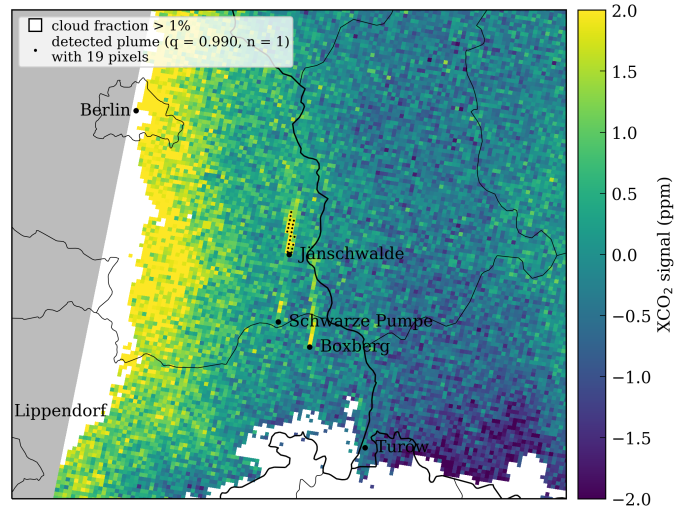 cloud fraction > 1%
detected plume (q = 0.990, n = 1)
with 19 pixels
Berlin
Jänschwalde
Schwarze Pumpe
Boxberg
Lippendorf
Turow
2.0
1.5
1.0
0.5
0.0
−0.5
−1.0
−1.5
−2.0
XCO₂ signal (ppm)